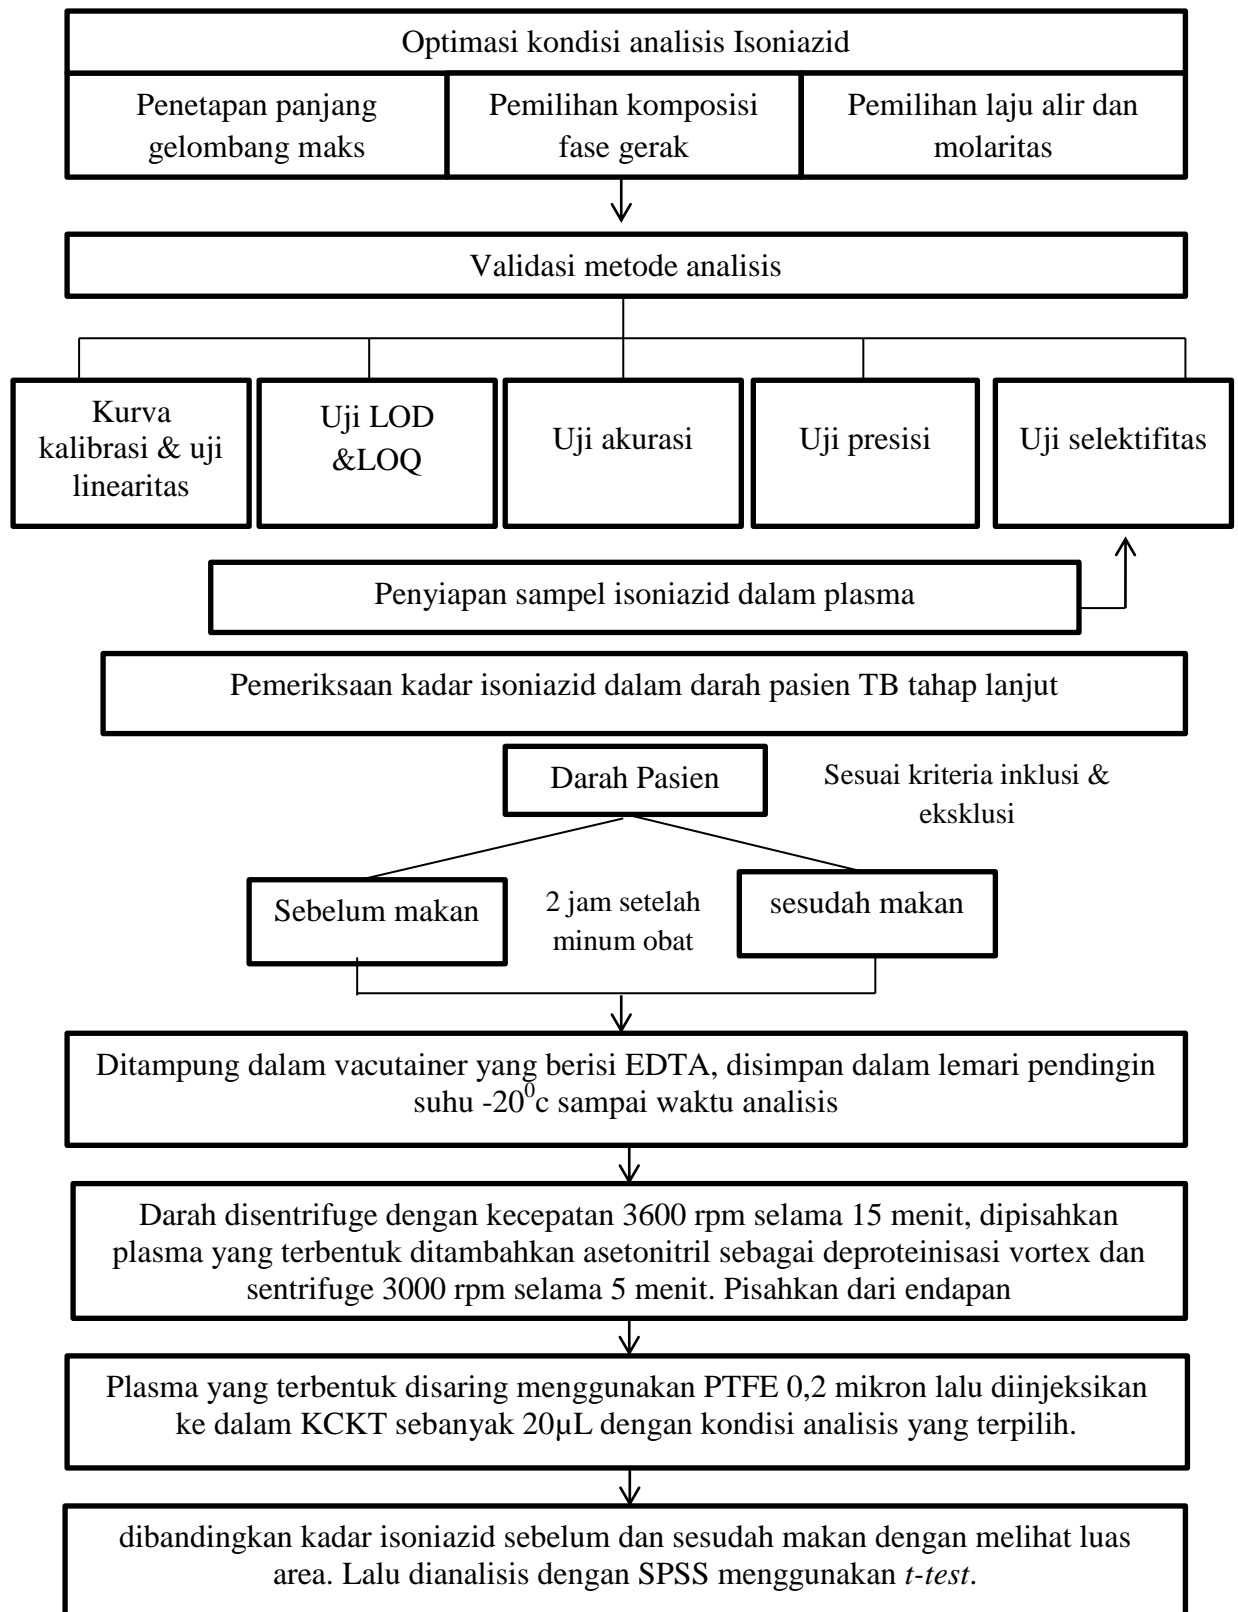 Optimasi kondisi analisis Isoniazid
Penetapan panjang
gelombang maks
Pemilihan komposisi
fase gerak
Pemilihan laju alir dan
molaritas
Validasi metode analisis
Kurva
kalibrasi & uji
linearitas
Uji LOD
&LOQ
Uji akurasi
Uji presisi
Uji selektifitas
Penyiapan sampel isoniazid dalam plasma
Pemeriksaan kadar isoniazid dalam darah pasien TB tahap lanjut
Darah Pasien
Sesuai kriteria inklusi &
eksklusi
Sebelum makan
2 jam setelah
minum obat
sesudah makan
Ditampung dalam vacutainer yang berisi EDTA, disimpan dalam lemari pendingin
suhu -20⁰c sampai waktu analisis
Darah disentrifuge dengan kecepatan 3600 rpm selama 15 menit, dipisahkan
plasma yang terbentuk ditambahkan asetonitril sebagai deproteinisasi vortex dan
sentrifuge 3000 rpm selama 5 menit. Pisahkan dari endapan
Plasma yang terbentuk disaring menggunakan PTFE 0,2 mikron lalu diinjeksikan
ke dalam KCKT sebanyak 20µL dengan kondisi analisis yang terpilih.
dibandingkan kadar isoniazid sebelum dan sesudah makan dengan melihat luas
area. Lalu dianalisis dengan SPSS menggunakan t-test.